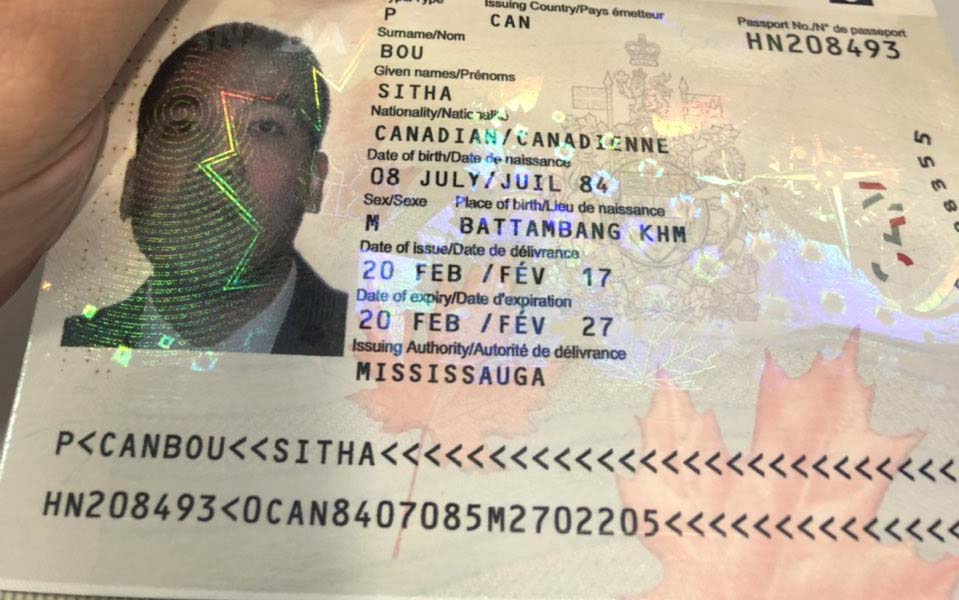 Issuing Country/Pays émetteur
P CAN
Passport No./N° de passeport
HN208493
Surname/Nom
BOU
Given names/Prénoms
SITHA
Nationality/Nationalité
CANADIAN/CANADIENNE
Date of birth/Date de naissance
08 JULY/JUIL 84
Sex/Sexe Place of birth/Lieu de naissance
M BATTAMBANG KHM
Date of issue/Date de délivrance
20 FEB /FÉV 17
Date of expiry/Date d'expiration
20 FEB /FÉV 27
Issuing Authority/Autorité de délivrance
MISSISSAUGA
P<CANBOU<<SITHA<<<<<<<<<<<<<<<<<<<<<<<<<<<
HN208493<0CAN8407085M2702205<<<<<<<<<<<<<<